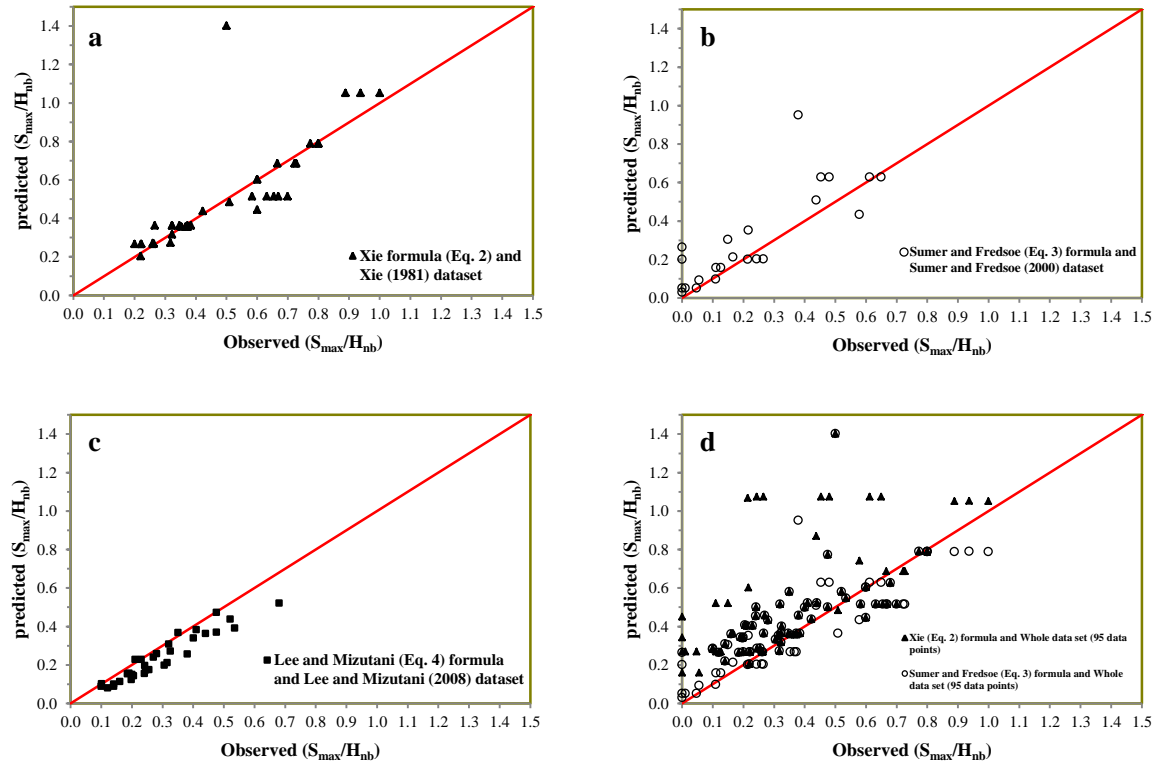 a
predicted (Smax/Hnb)
1.4
1.2
1.0
0.8
0.6
0.4
0.2
0.0
Xie formula (Eq. 2) and
Xie (1981) dataset
0.0 0.1 0.2 0.3 0.4 0.5 0.6 0.7 0.8 0.9 1.0 1.1 1.2 1.3 1.4 1.5
Observed (Smax/Hnb)
b
predicted (Smax/Hnb)
1.4
1.2
1.0
0.8
0.6
0.4
0.2
0.0
Sumer and Fredsoe (Eq. 3) formula and
Sumer and Fredsoe (2000) dataset
0.0 0.1 0.2 0.3 0.4 0.5 0.6 0.7 0.8 0.9 1.0 1.1 1.2 1.3 1.4 1.5
Observed (Smax/Hnb)
c
predicted (Smax/Hnb)
1.4
1.2
1.0
0.8
0.6
0.4
0.2
0.0
Lee and Mizutani (Eq. 4) formula
and Lee and Mizutani (2008) dataset
0.0 0.1 0.2 0.3 0.4 0.5 0.6 0.7 0.8 0.9 1.0 1.1 1.2 1.3 1.4 1.5
Observed (Smax/Hnb)
d
predicted (Smax/Hnb)
1.4
1.2
1.0
0.8
0.6
0.4
0.2
0.0
Xie (Eq. 2) formula and Whole data set (95 data
points)
Sumer and Fredsoe (Eq. 3) formula and Whole
data set (95 data points)
0.0 0.1 0.2 0.3 0.4 0.5 0.6 0.7 0.8 0.9 1.0 1.1 1.2 1.3 1.4 1.5
Observed (Smax/Hnb)